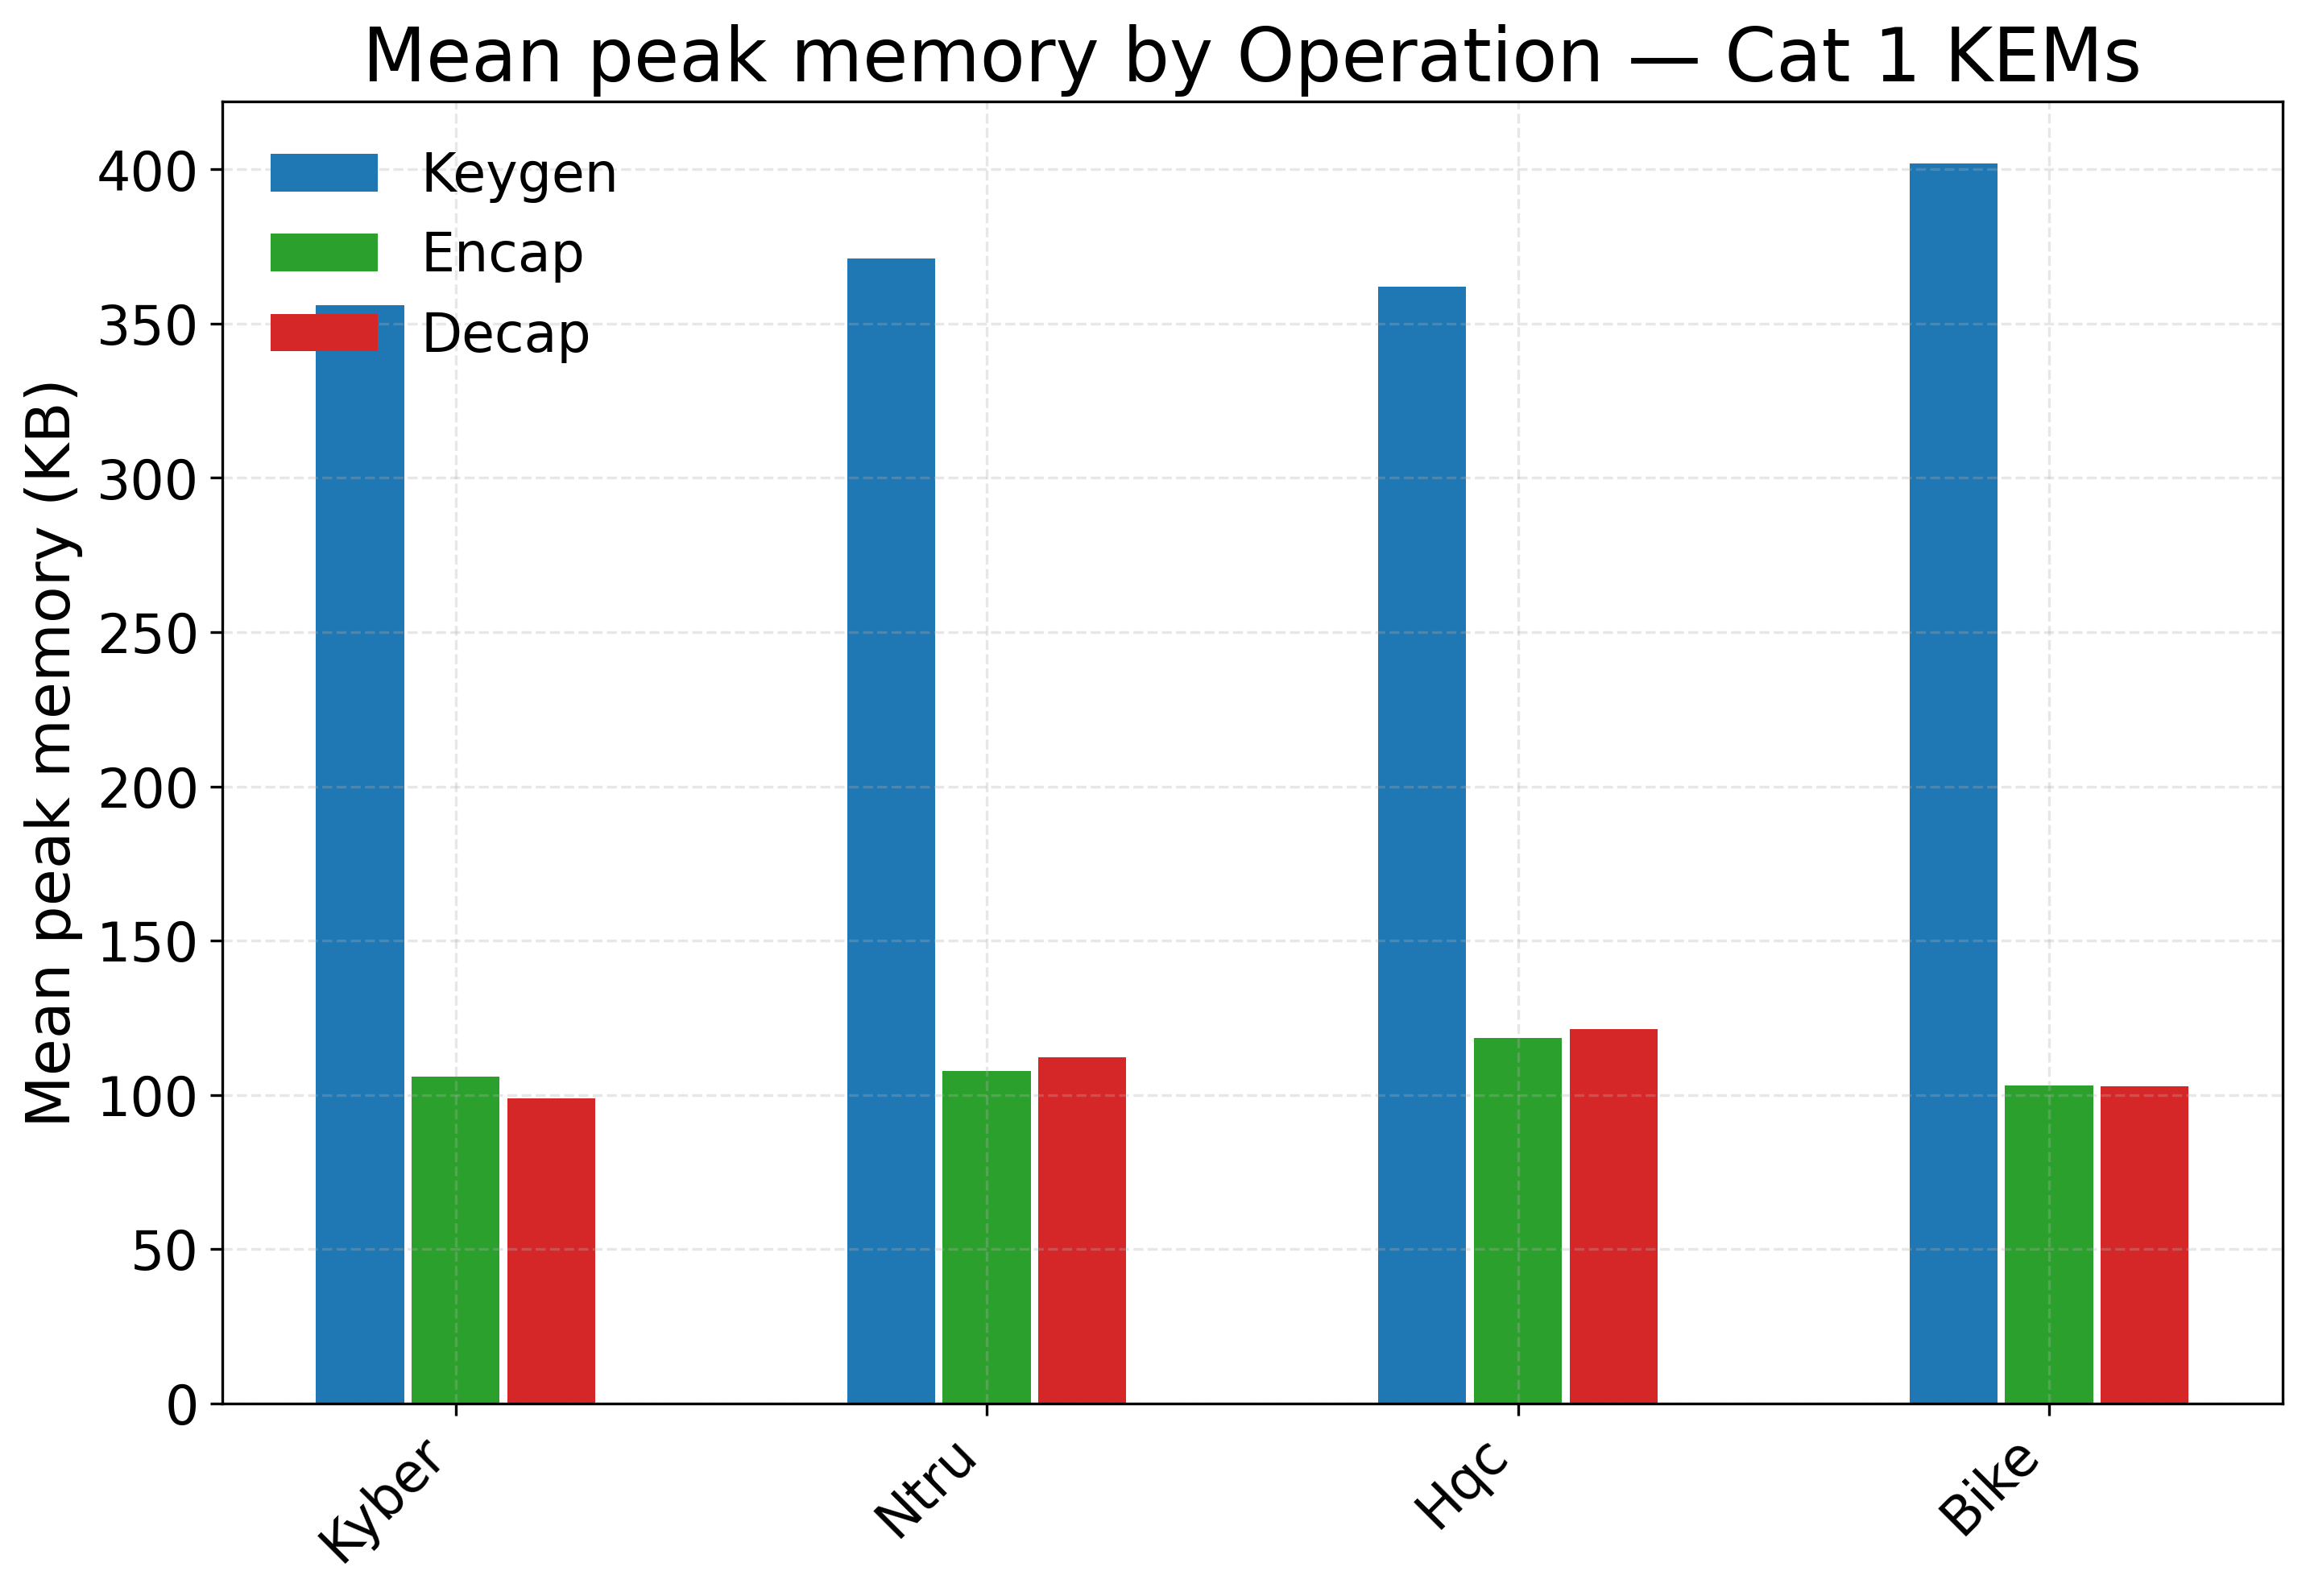 Mean peak memory by Operation — Cat 1 KEMs
Mean peak memory (KB)
400
350
300
250
200
150
100
50
0
Keygen
Encap
Decap
Kyber
Ntru
Hqc
Bike